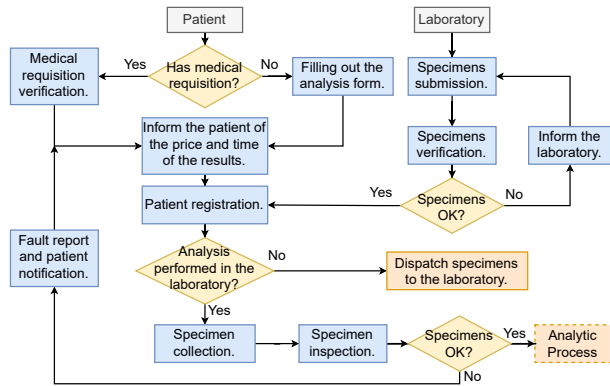 Patient
Laboratory
Medical
requisition
verification.
Yes
Has medical
requisition?
No
Filling out the
analysis form.
Specimens
submission.
Inform the patient of
the price and time
of the results.
Specimens
verification.
Inform the
laboratory.
Patient registration.
Yes
Specimens
OK?
No
Fault report
and patient
notification.
Analysis
performed in the
laboratory?
No
Dispatch specimens
to the laboratory.
Yes
Specimen
collection.
Specimen
inspection.
Specimens
OK?
Yes
Analytic
Process
No